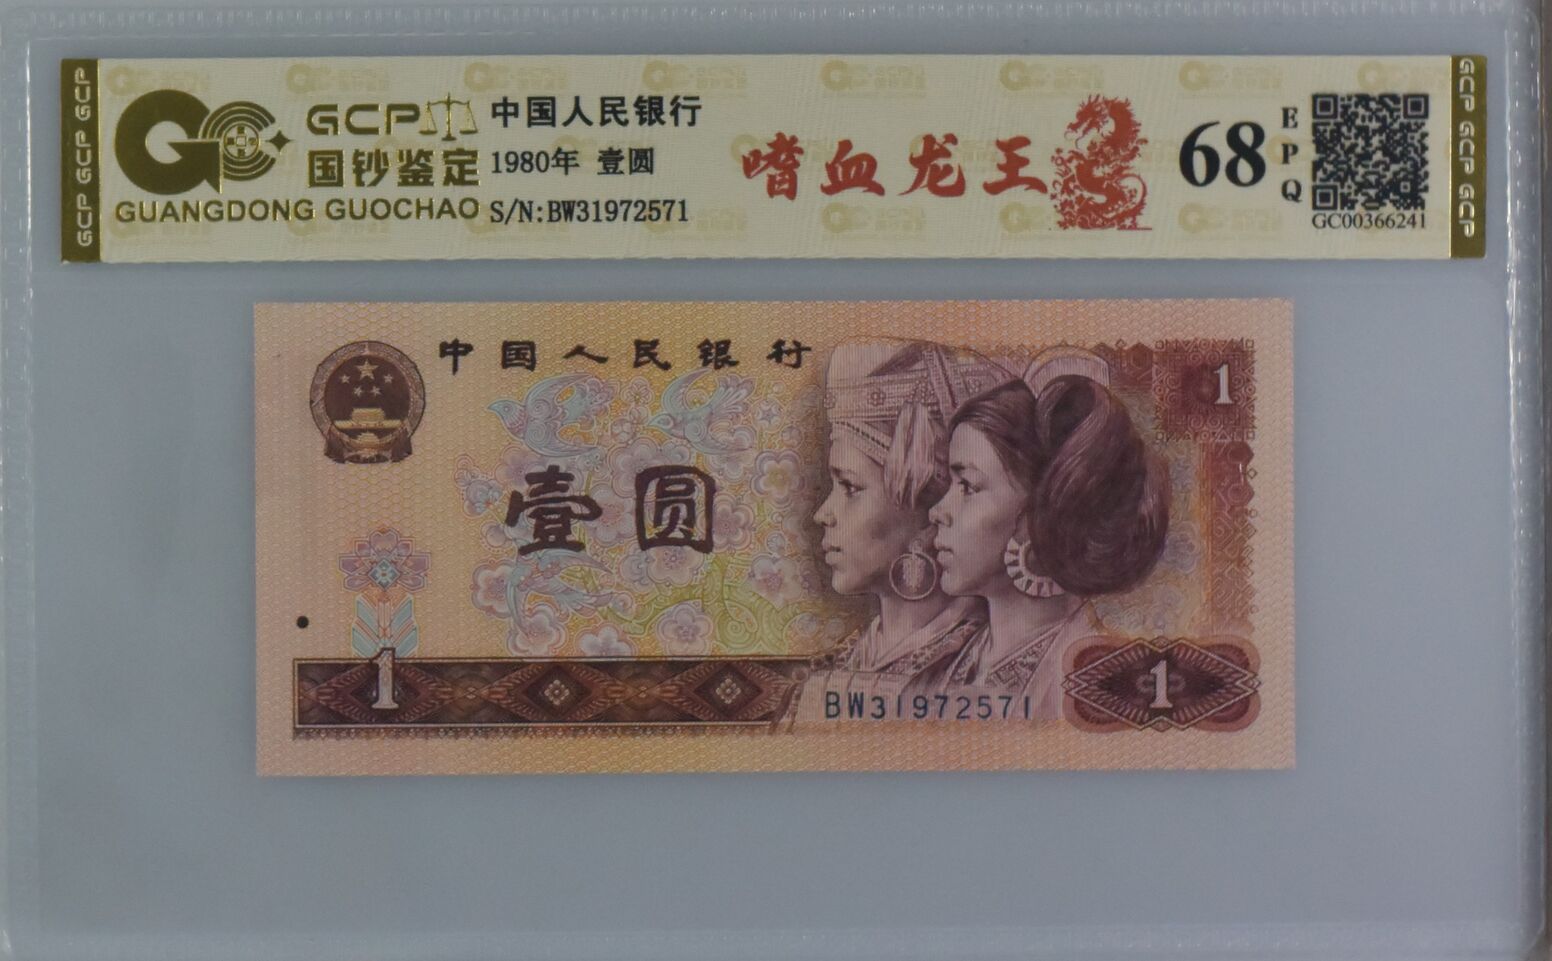 GCP GCP GCP
GCP
国钞鉴定
GUANGDONG GUOCHAO
中国人民银行
1980年 壹圆
S/N:BW31972571
嗜血龙王
68
EPQ
GC00366241
GCP GCP GCP
中国人民银行
1
壹圆
1
BW31972571
1